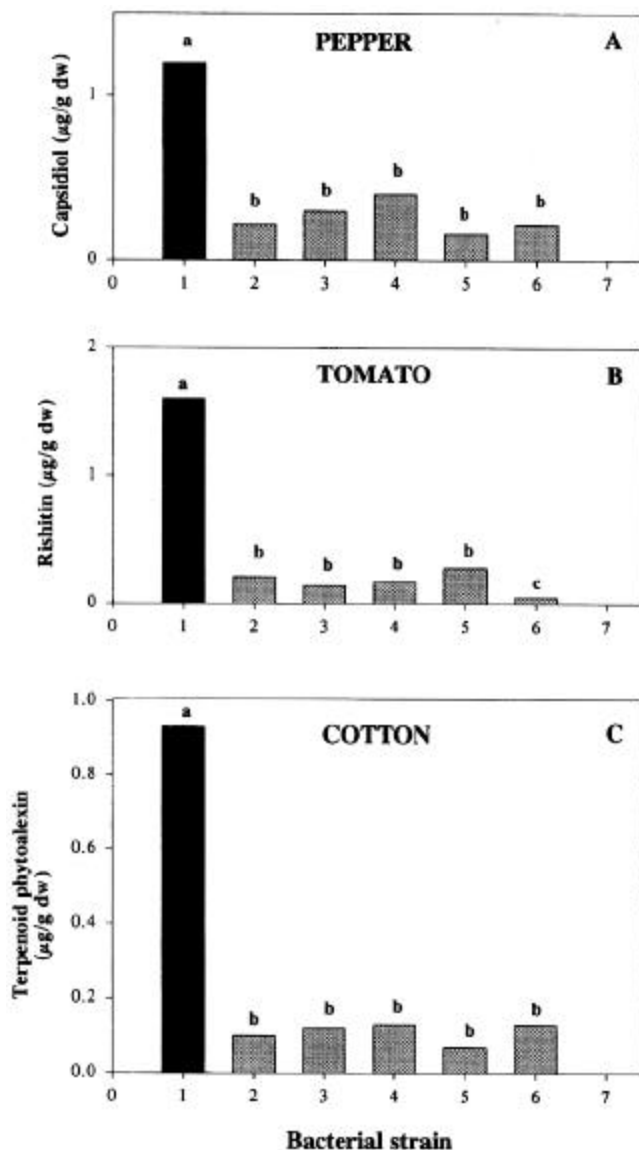 a PEPPER A
Capsidiol (μg/g dw)
1
b b b b b
0
0 1 2 3 4 5 6 7
2
a TOMATO B
Rishitin (μg/g dw)
1
b b b b c
0
0 1 2 3 4 5 6 7
1.0
a COTTON C
0.8
Terpenoid phytoalexin
(μg/g dw)
0.6
0.4
0.2
b b b b b
0.0
0 1 2 3 4 5 6 7
Bacterial strain